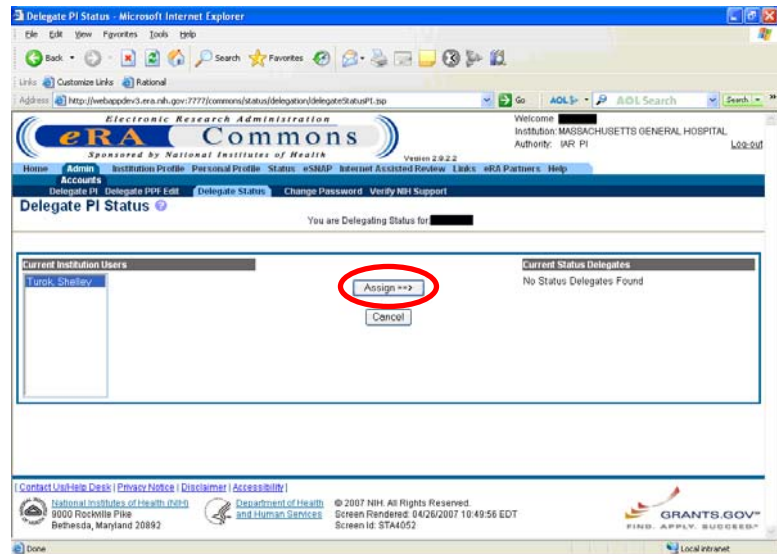 Delegate PI Status - Microsoft Internet Explorer
File Edit View Favorites Tools Help
Back Search Favorites
Links Customize Links Rational
Address http://webappdev3.era.nih.gov:7777/commons/status/delegation/delegateStatusPI.jsp Go AOL AOL Search Search
Electronic Research Administration
eRA Commons
Sponsored by National Institutes of Health
Version 2.9.2.2
Welcome
Institution: MASSACHUSETTS GENERAL HOSPITAL
Authority: IAR PI
Log-out
Home Admin Institution Profile Personal Profile Status eSNAP Internet Assisted Review Links eRA Partners Help
Accounts
Delegate PI Delegate PPF Edit Delegate Status Change Password Verify NIH Support
Delegate PI Status
You are Delegating Status for:
Current Institution Users
Turok, Shelley
Assign ==>
Cancel
Current Status Delegates
No Status Delegates Found
[ Contact Us/Help Desk | Privacy Notice | Disclaimer | Accessibility ]
National Institutes of Health (NIH)
9000 Rockville Pike
Bethesda, Maryland 20892
Department of Health
and Human Services
© 2007 NIH. All Rights Reserved.
Screen Rendered: 04/26/2007 10:49:56 EDT
Screen Id: STA4052
GRANTS.GOV℠
FIND. APPLY. SUCCEED.℠
Done Local intranet